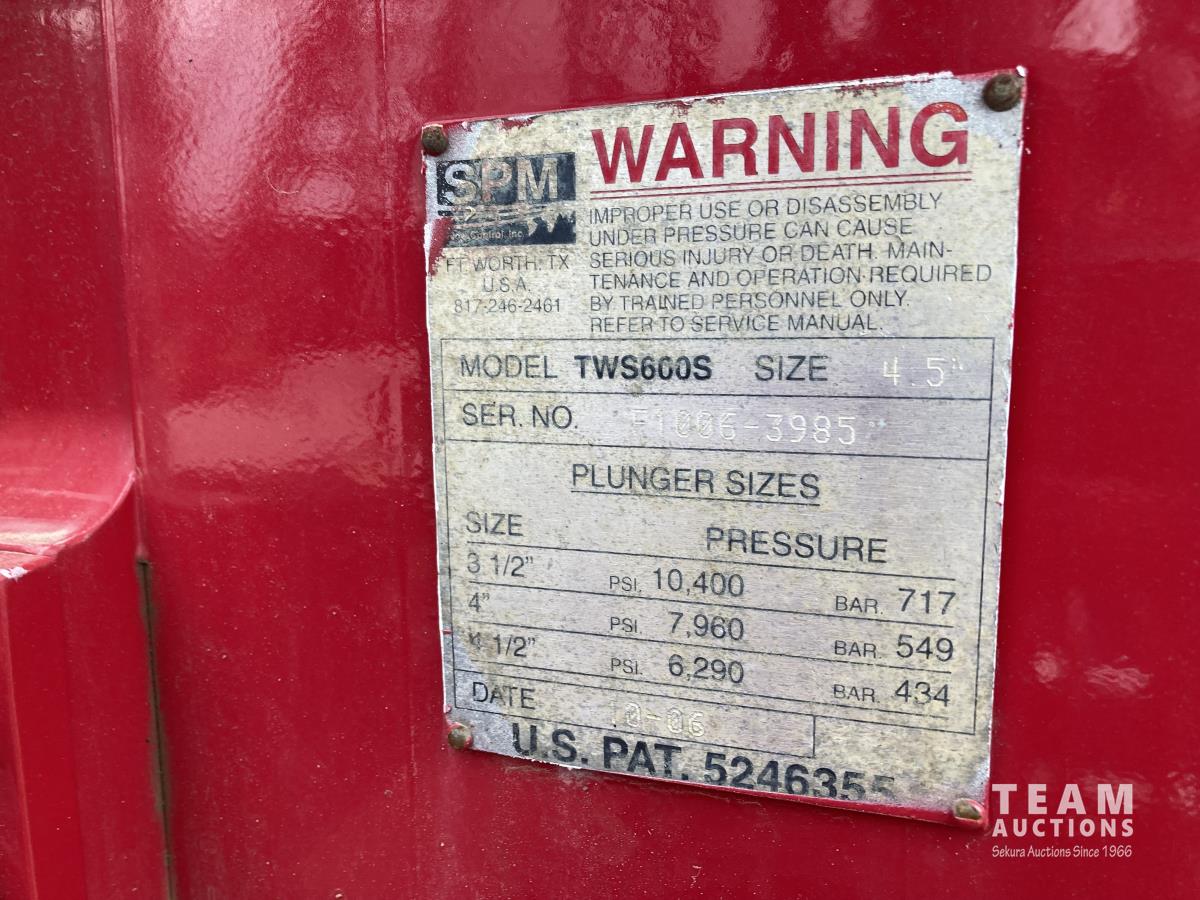 SPM
Flow Control, Inc.
FT. WORTH, TX
U.S.A.
817-246-2461
WARNING
IMPROPER USE OR DISASSEMBLY
UNDER PRESSURE CAN CAUSE
SERIOUS INJURY OR DEATH. MAIN-
TENANCE AND OPERATION REQUIRED
BY TRAINED PERSONNEL ONLY.
REFER TO SERVICE MANUAL.
MODEL TWS600S SIZE 4.5"
SER. NO. F1006-3985
PLUNGER SIZES
SIZE PRESSURE
3 1/2" PSI. 10,400 BAR. 717
4" PSI. 7,960 BAR. 549
4 1/2" PSI. 6,290 BAR. 434
DATE 10-06
U.S. PAT. 5246355
TEAM
AUCTIONS
Sekura Auctions Since 1966